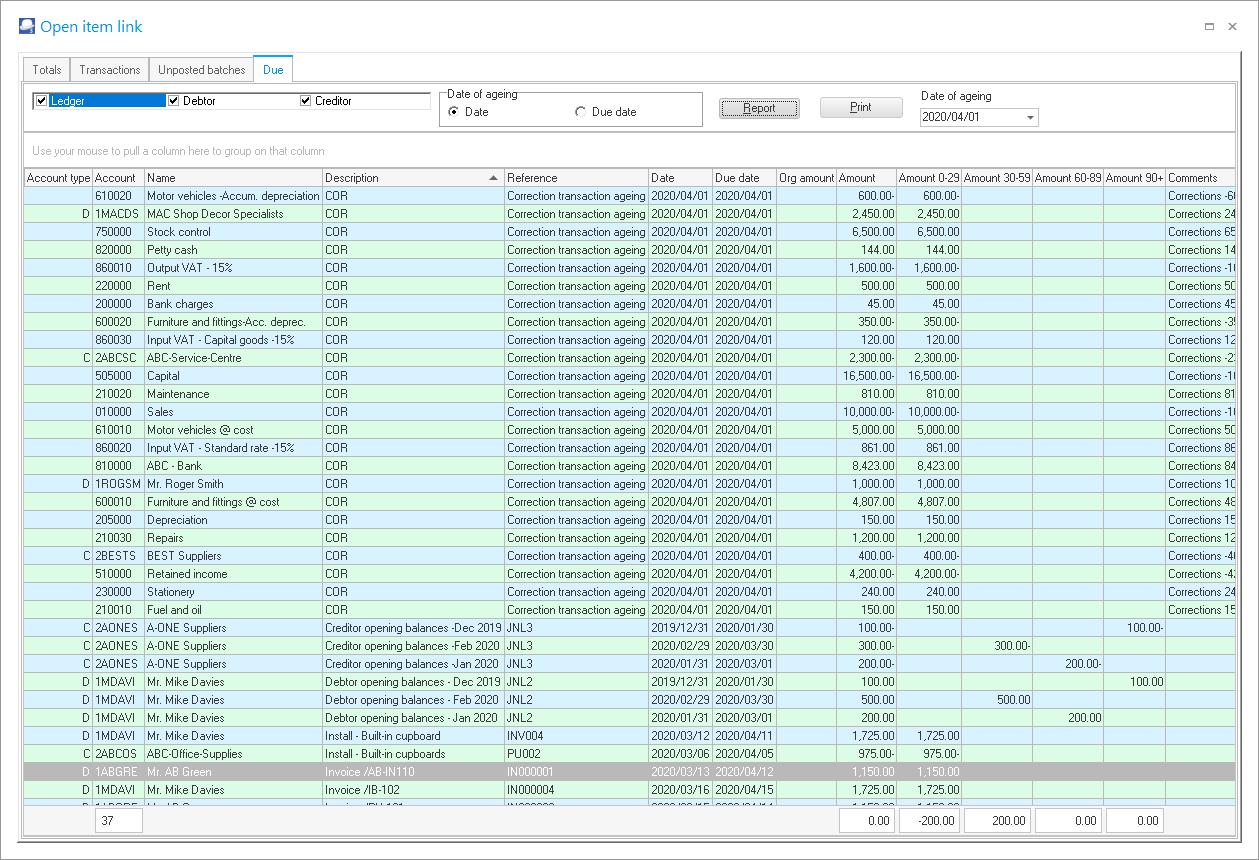 Open item link
Totals Transactions Unposted batches Due
Ledger Debtor Creditor
Date of ageing
Date Due date
Report
Print
Date of ageing
2020/04/01
Use your mouse to pull a column here to group on that column
Account type Account Name Description Reference Date Due date Org amount Amount Amount 0-29 Amount 30-59 Amount 60-89 Amount 90+ Comments
610020 Motor vehicles -Accum. depreciation COR Correction transaction ageing 2020/04/01 2020/04/01 600.00- 600.00- Corrections -60
D 1MACDS MAC Shop Decor Specialists COR Correction transaction ageing 2020/04/01 2020/04/01 2,450.00 2,450.00 Corrections 24
750000 Stock control COR Correction transaction ageing 2020/04/01 2020/04/01 6,500.00 6,500.00 Corrections 65
820000 Petty cash COR Correction transaction ageing 2020/04/01 2020/04/01 144.00 144.00 Corrections 14
860010 Output VAT - 15% COR Correction transaction ageing 2020/04/01 2020/04/01 1,600.00- 1,600.00- Corrections -1
220000 Rent COR Correction transaction ageing 2020/04/01 2020/04/01 500.00 500.00 Corrections 50
200000 Bank charges COR Correction transaction ageing 2020/04/01 2020/04/01 45.00 45.00 Corrections 45
600020 Furniture and fittings-Acc. deprec. COR Correction transaction ageing 2020/04/01 2020/04/01 350.00- 350.00- Corrections -3
860030 Input VAT - Capital goods -15% COR Correction transaction ageing 2020/04/01 2020/04/01 120.00 120.00 Corrections 12
C 2ABCSC ABC-Service-Centre COR Correction transaction ageing 2020/04/01 2020/04/01 2,300.00- 2,300.00- Corrections -2
505000 Capital COR Correction transaction ageing 2020/04/01 2020/04/01 16,500.00- 16,500.00- Corrections -1
210020 Maintenance COR Correction transaction ageing 2020/04/01 2020/04/01 810.00 810.00 Corrections 81
010000 Sales COR Correction transaction ageing 2020/04/01 2020/04/01 10,000.00- 10,000.00- Corrections -1
610010 Motor vehicles @ cost COR Correction transaction ageing 2020/04/01 2020/04/01 5,000.00 5,000.00 Corrections 50
860020 Input VAT - Standard rate -15% COR Correction transaction ageing 2020/04/01 2020/04/01 861.00 861.00 Corrections 86
810000 ABC - Bank COR Correction transaction ageing 2020/04/01 2020/04/01 8,423.00 8,423.00 Corrections 84
D 1ROGSM Mr. Roger Smith COR Correction transaction ageing 2020/04/01 2020/04/01 1,000.00 1,000.00 Corrections 10
600010 Furniture and fittings @ cost COR Correction transaction ageing 2020/04/01 2020/04/01 4,807.00 4,807.00 Corrections 48
205000 Depreciation COR Correction transaction ageing 2020/04/01 2020/04/01 150.00 150.00 Corrections 15
210030 Repairs COR Correction transaction ageing 2020/04/01 2020/04/01 1,200.00 1,200.00 Corrections 12
C 2BESTS BEST Suppliers COR Correction transaction ageing 2020/04/01 2020/04/01 400.00- 400.00- Corrections -4
510000 Retained income COR Correction transaction ageing 2020/04/01 2020/04/01 4,200.00- 4,200.00- Corrections -4
230000 Stationery COR Correction transaction ageing 2020/04/01 2020/04/01 240.00 240.00 Corrections 24
210010 Fuel and oil COR Correction transaction ageing 2020/04/01 2020/04/01 150.00 150.00 Corrections 15
C 2AONES A-ONE Suppliers Creditor opening balances -Dec 2019 JNL3 2019/12/31 2020/01/30 100.00- 100.00-
C 2AONES A-ONE Suppliers Creditor opening balances -Feb 2020 JNL3 2020/02/29 2020/03/30 300.00- 300.00-
C 2AONES A-ONE Suppliers Creditor opening balances -Jan 2020 JNL3 2020/01/31 2020/03/01 200.00- 200.00-
D 1MDAVI Mr. Mike Davies Debtor opening balances - Dec 2019 JNL2 2019/12/31 2020/01/30 100.00 100.00
D 1MDAVI Mr. Mike Davies Debtor opening balances - Feb 2020 JNL2 2020/02/29 2020/03/30 500.00 500.00
D 1MDAVI Mr. Mike Davies Debtor opening balances - Jan 2020 JNL2 2020/01/31 2020/03/01 200.00 200.00
D 1MDAVI Mr. Mike Davies Install - Built-in cupboard INV004 2020/03/12 2020/04/11 1,725.00 1,725.00
C 2ABCOS ABC-Office-Supplies Install - Built-in cupboards PU002 2020/03/06 2020/04/05 975.00- 975.00-
D 1ABGRE Mr. AB Green Invoice /AB-IN110 IN000001 2020/03/13 2020/04/12 1,150.00 1,150.00
D 1MDAVI Mr. Mike Davies Invoice /IB-102 IN000004 2020/03/16 2020/04/15 1,725.00 1,725.00
37 0.00 -200.00 200.00 0.00 0.00